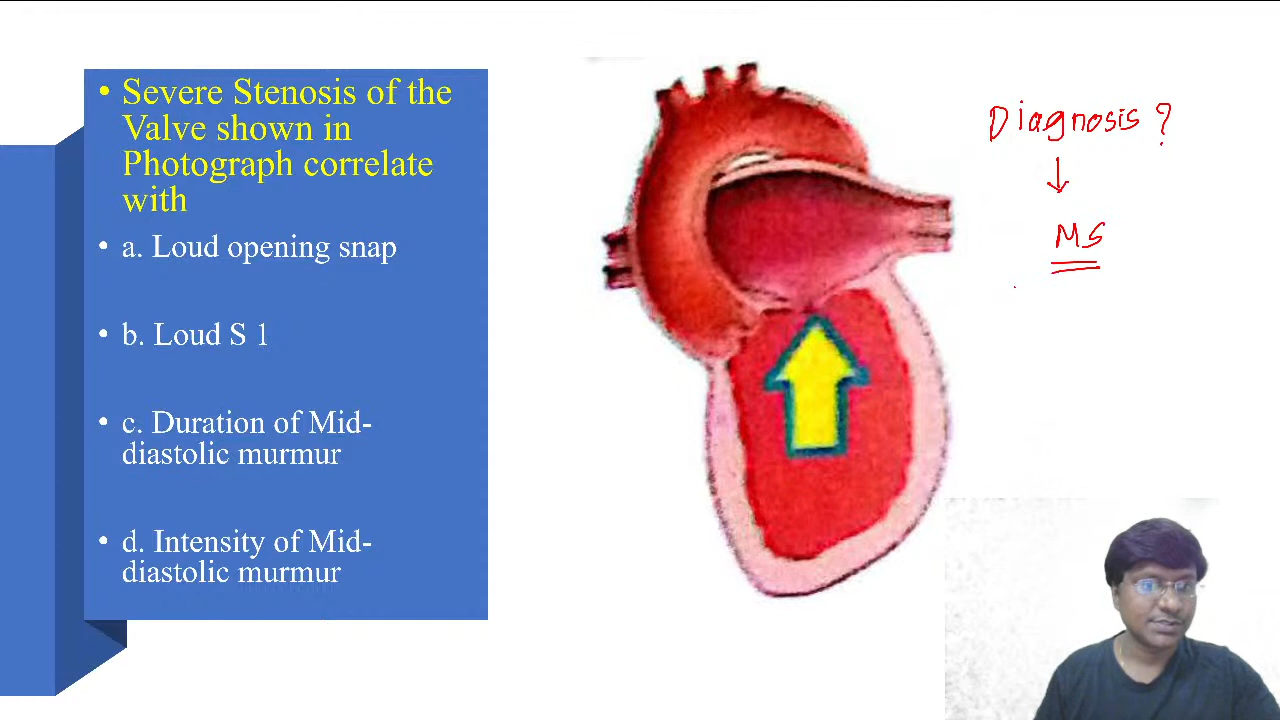 • Severe Stenosis of the
Valve shown in
Photograph correlate
with
• a. Loud opening snap
• b. Loud S 1
• c. Duration of Mid-
diastolic murmur
• d. Intensity of Mid-
diastolic murmur
Diagnosis ?
↓
MS